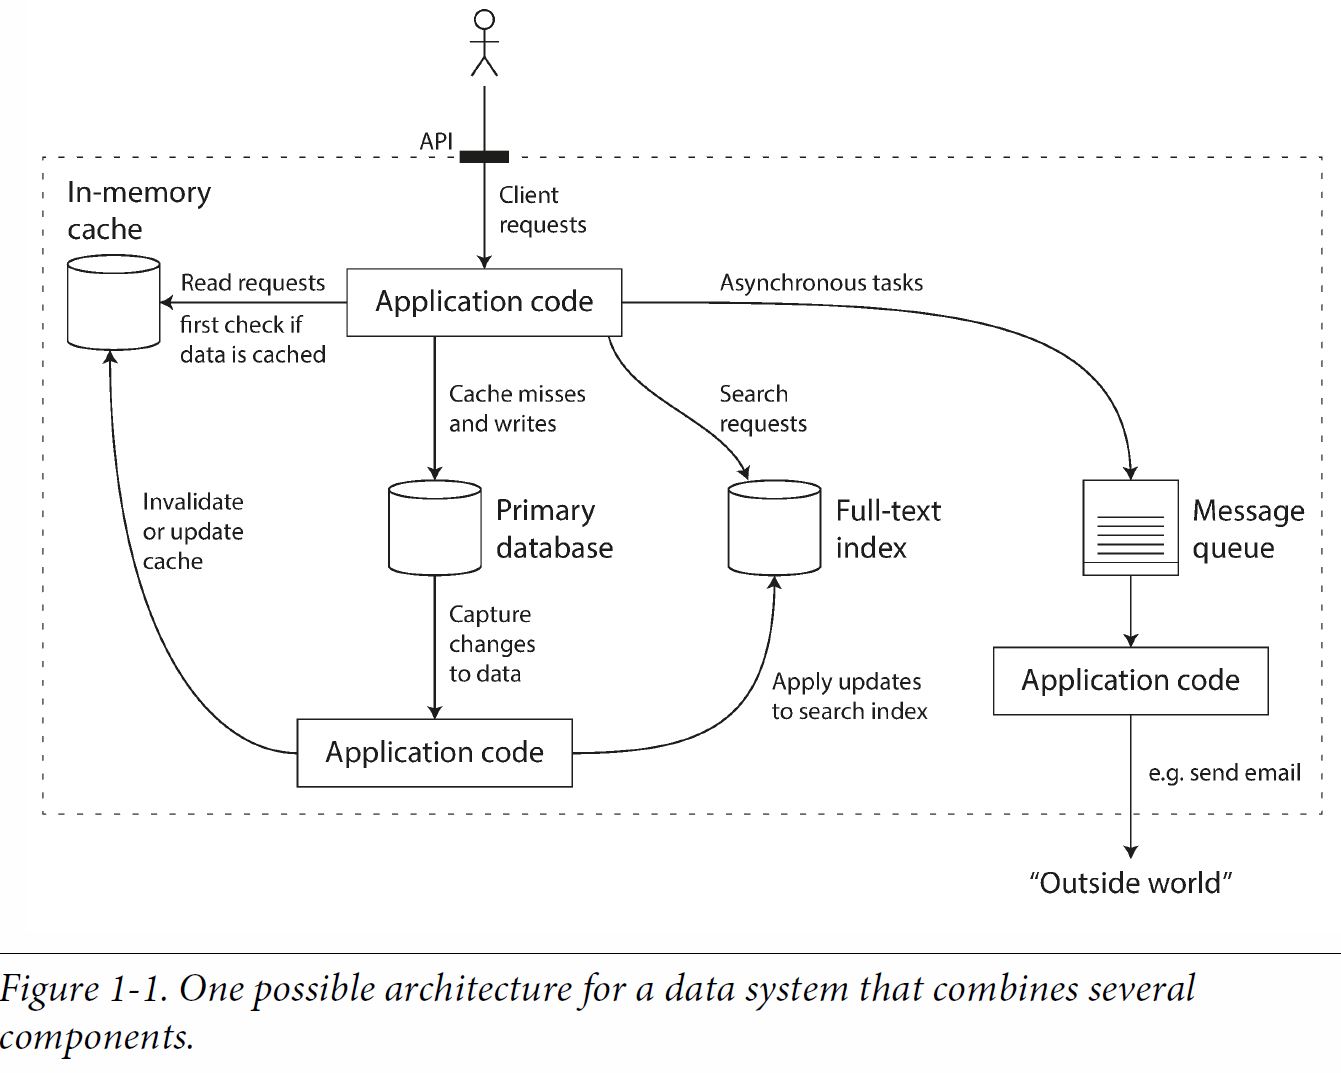 API
Client
requests
In-memory
cache
Read requests
first check if
data is cached
Application code
Asynchronous tasks
Cache misses
and writes
Search
requests
Invalidate
or update
cache
Primary
database
Full-text
index
Message
queue
Capture
changes
to data
Apply updates
to search index
Application code
Application code
e.g. send email
“Outside world”
Figure 1-1. One possible architecture for a data system that combines several
components.